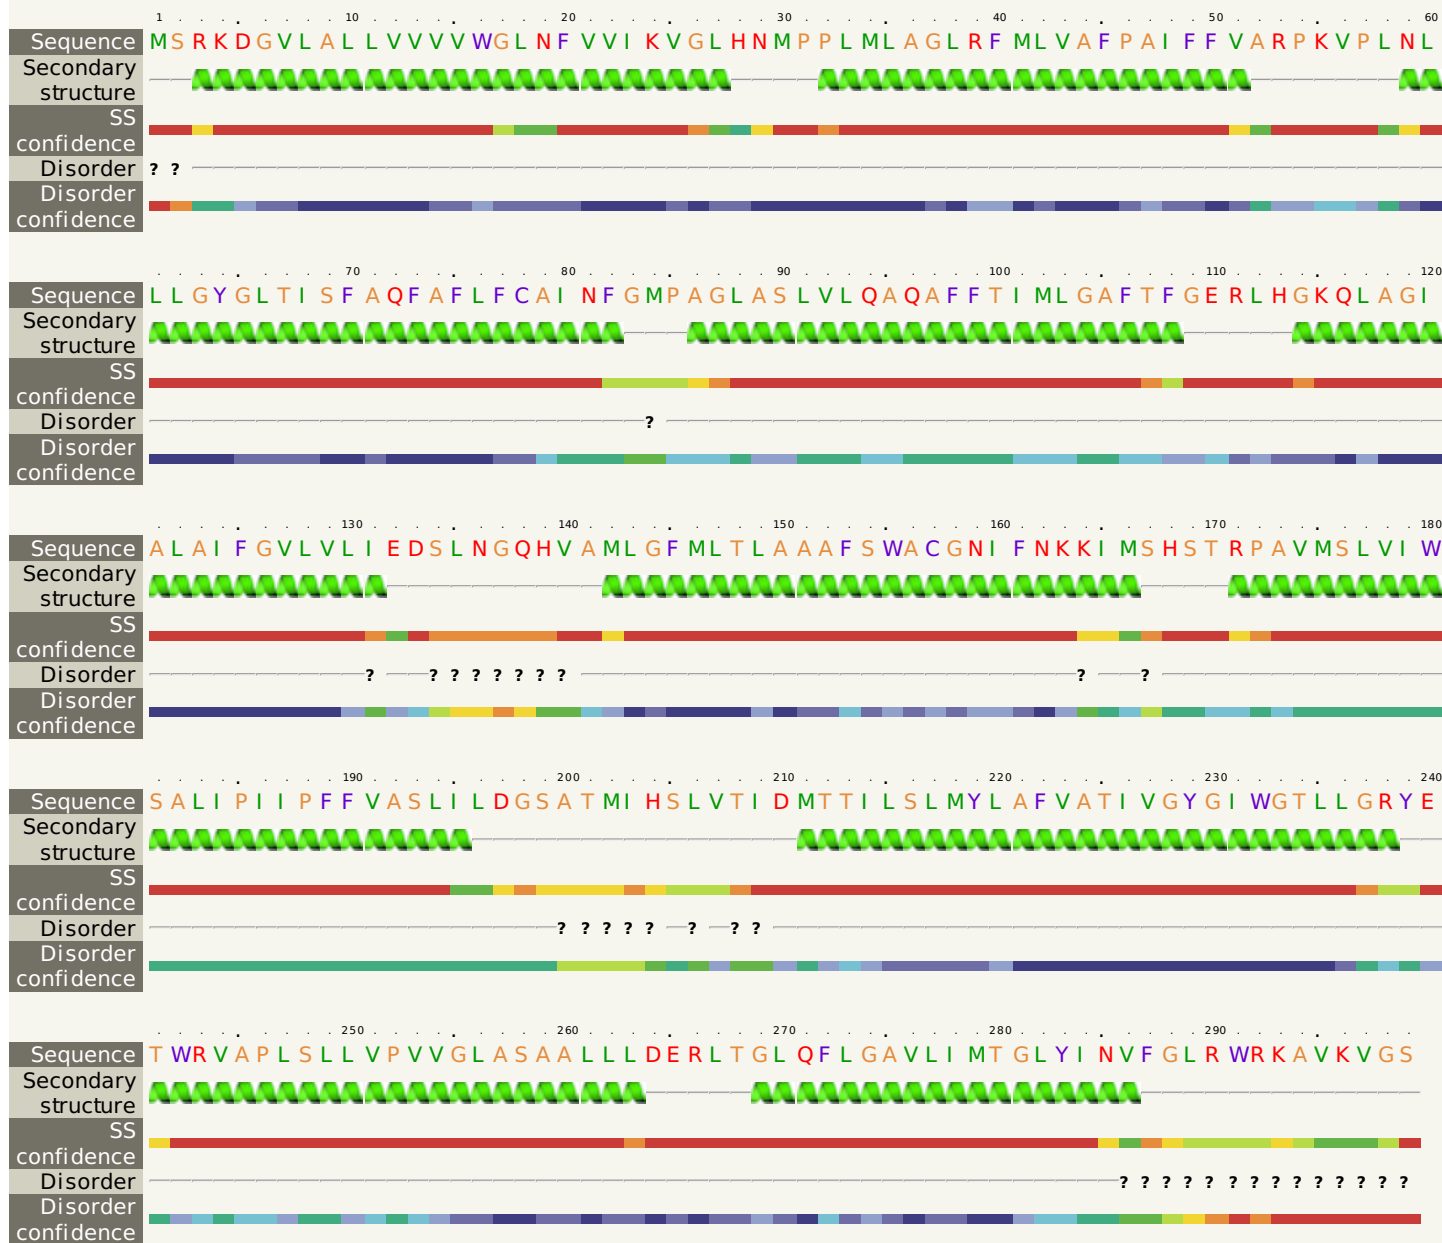 1 10 20 30 40 50 60
Sequence M S R K D G V L A L L V V V V W G L N F V V I K V G L H N M P P L M L A G L R F M L V A F P A I F F V A R P K V P L N L
Secondary
structure
SS
confidence
Disorder ? ?
Disorder
confidence
70 80 90 100 110 120
Sequence L L G Y G L T I S F A Q F A F L F C A I N F G M P A G L A S L V L Q A Q A F F T I M L G A F T F G E R L H G K Q L A G I
Secondary
structure
SS
confidence
Disorder ?
Disorder
confidence
130 140 150 160 170 180
Sequence A L A I F G V L V L I E D S L N G Q H V A M L G F M L T L A A A F S W A C G N I F N K K I M S H S T R P A V M S L V I W
Secondary
structure
SS
confidence
Disorder ? ? ? ? ? ? ? ? ? ?
Disorder
confidence
190 200 210 220 230 240
Sequence S A L I P I I P F F V A S L I L D G S A T M I H S L V T I D M T T I L S L M Y L A F V A T I V G Y G I W G T L L G R Y E
Secondary
structure
SS
confidence
Disorder ? ? ? ? ? ? ? ?
Disorder
confidence
250 260 270 280 290
Sequence T W R V A P L S L L V P V V G L A S A A L L L D E R L T G L Q F L G A V L I M T G L Y I N V F G L R W R K A V K V G S
Secondary
structure
SS
confidence
Disorder ? ? ? ? ? ? ? ? ? ? ? ? ? ?
Disorder
confidence